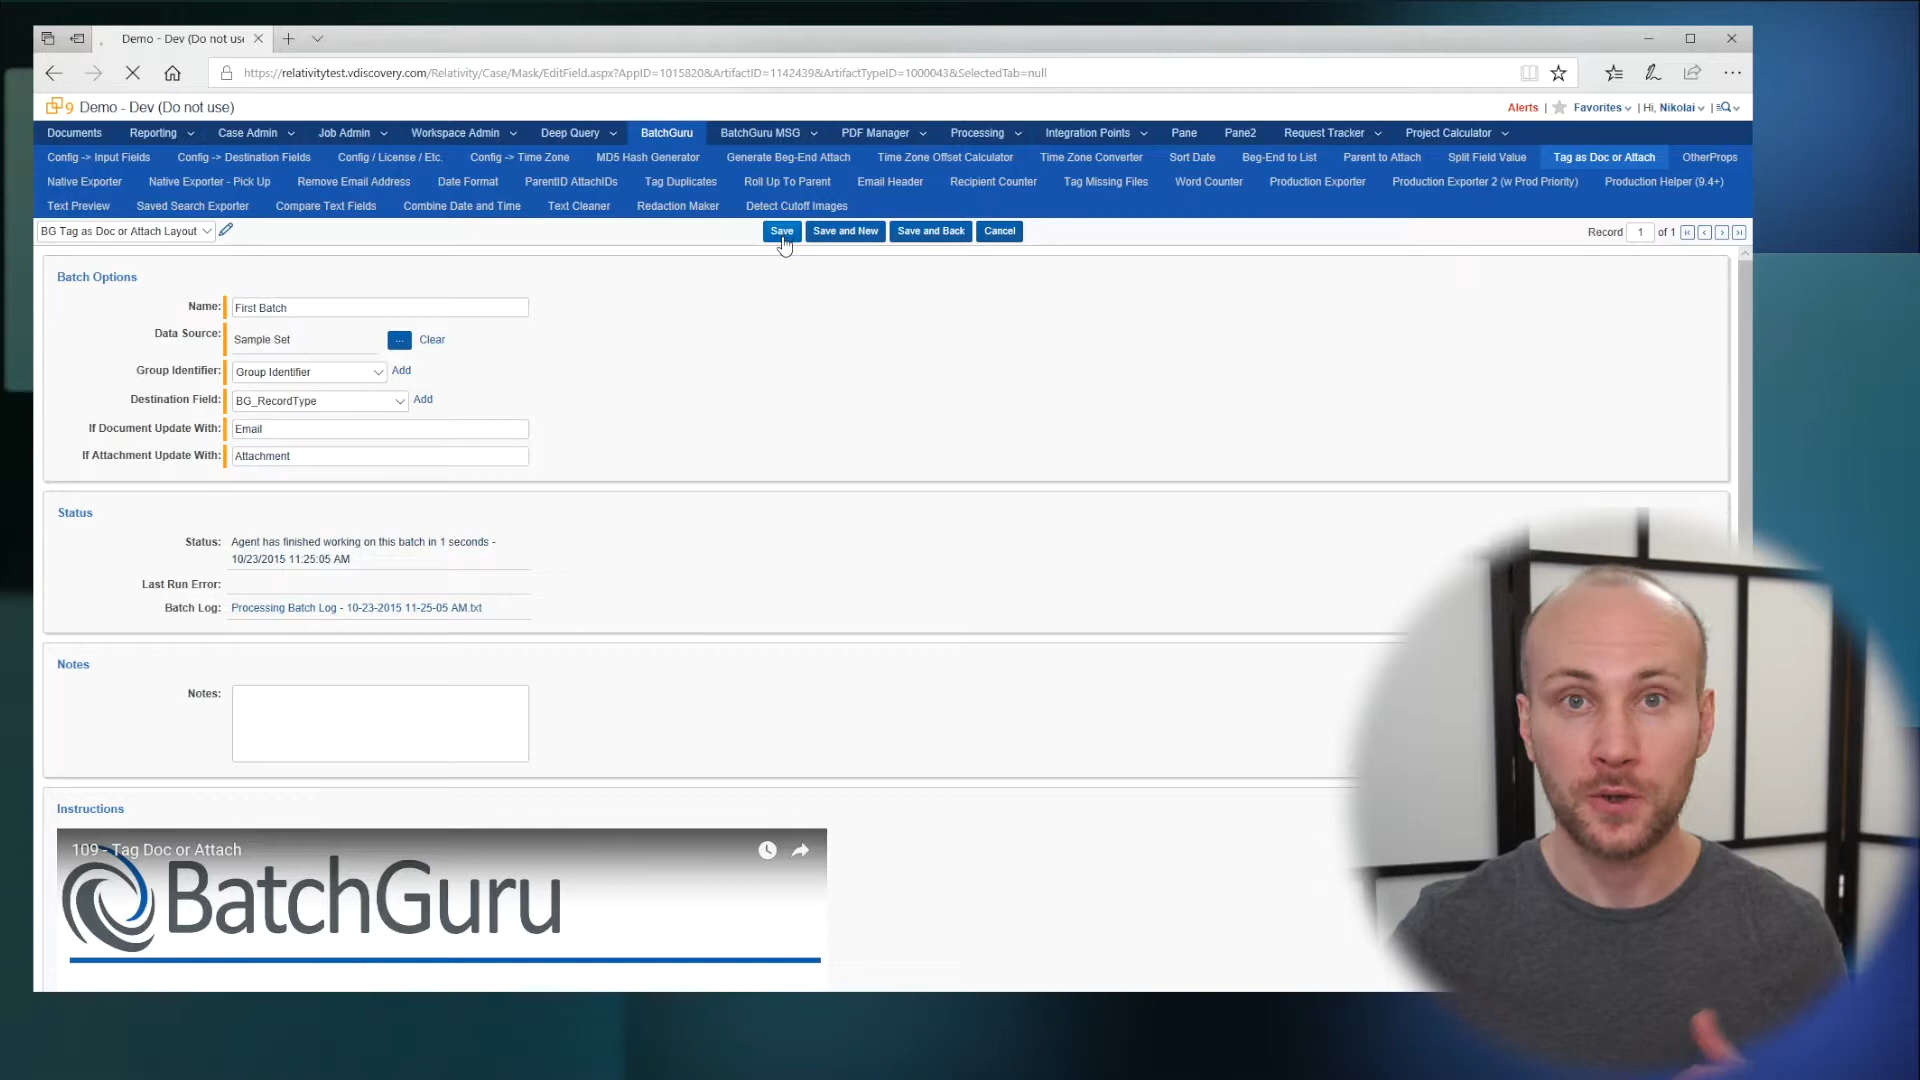 Demo - Dev (Do not use
https://relativitytest.vdiscovery.com/Relativity/Case/Mask/EditField.aspx?AppID=1015820&ArtifactID=1142439&ArtifactTypeID=1000043&SelectedTab=null
9 Demo - Dev (Do not use)
Alerts | Favorites | Hi, Nikolai |
Documents Reporting Case Admin Job Admin Workspace Admin Deep Query BatchGuru BatchGuru MSG PDF Manager Processing Integration Points Pane Pane2 Request Tracker Project Calculator
Config -> Input Fields Config -> Destination Fields Config / License / Etc. Config -> Time Zone MD5 Hash Generator Generate Beg-End Attach Time Zone Offset Calculator Time Zone Converter Sort Date Beg-End to List Parent to Attach Split Field Value Tag as Doc or Attach OtherProps
Native Exporter Native Exporter - Pick Up Remove Email Address Date Format ParentID AttachIDs Tag Duplicates Roll Up To Parent Email Header Recipient Counter Tag Missing Files Word Counter Production Exporter Production Exporter 2 (w Prod Priority) Production Helper (9.4+)
Text Preview Saved Search Exporter Compare Text Fields Combine Date and Time Text Cleaner Redaction Maker Detect Cutoff Images
BG Tag as Doc or Attach Layout Save Save and New Save and Back Cancel Record 1 of 1
Batch Options
Name: First Batch
Data Source: Sample Set ... Clear
Group Identifier: Group Identifier Add
Destination Field: BG_RecordType Add
If Document Update With: Email
If Attachment Update With: Attachment
Status
Status: Agent has finished working on this batch in 1 seconds -
10/23/2015 11:25:05 AM
Last Run Error:
Batch Log: Processing Batch Log - 10-23-2015 11-25-05 AM.txt
Notes
Notes:
Instructions
109 - Tag Doc or Attach
BatchGuru